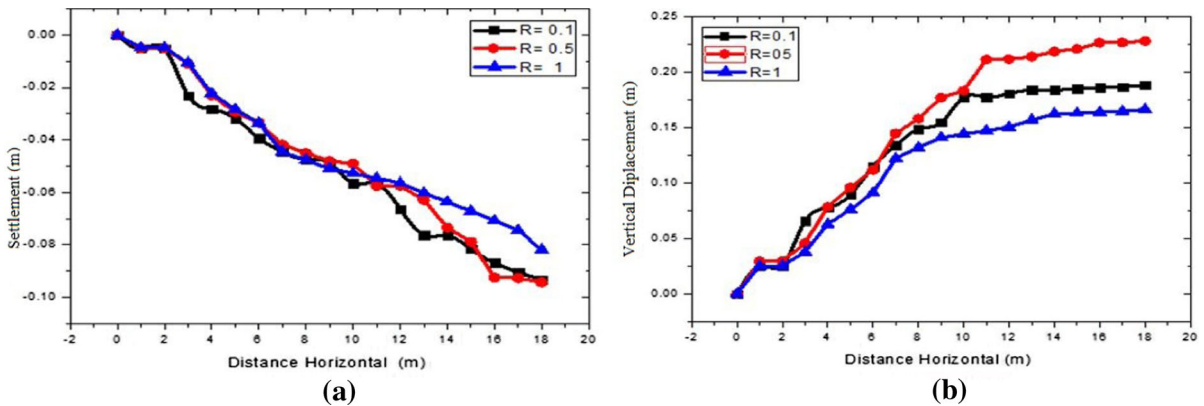 0.00
-0.02
-0.04
-0.06
-0.08
-0.10
Settlement (m)
R= 0.1
R= 0.5
R= 1
-2 0 2 4 6 8 10 12 14 16 18 20
Distance Horizontal (m)
(a)
0.25
0.20
0.15
0.10
0.05
0.00
Vertical Diplacement (m)
R=0.1
R=05
R=1
-2 0 2 4 6 8 10 12 14 16 18 20
Distance Horizontal (m)
(b)